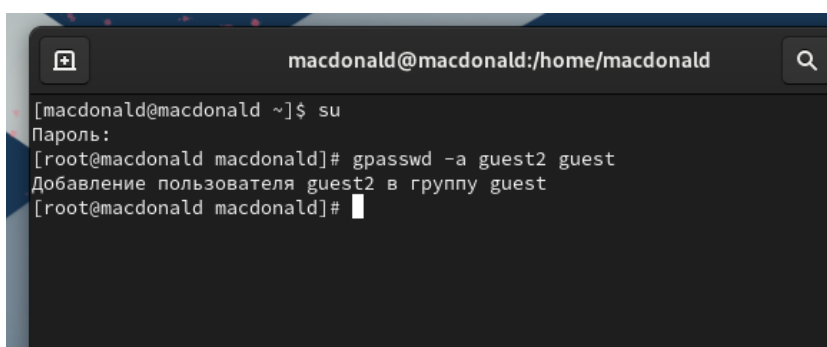 macdonald@macdonald:/home/macdonald
[macdonald@macdonald ~]$ su
Пароль:
[root@macdonald macdonald]# gpasswd -a guest2 guest
Добавление пользователя guest2 в группу guest
[root@macdonald macdonald]#